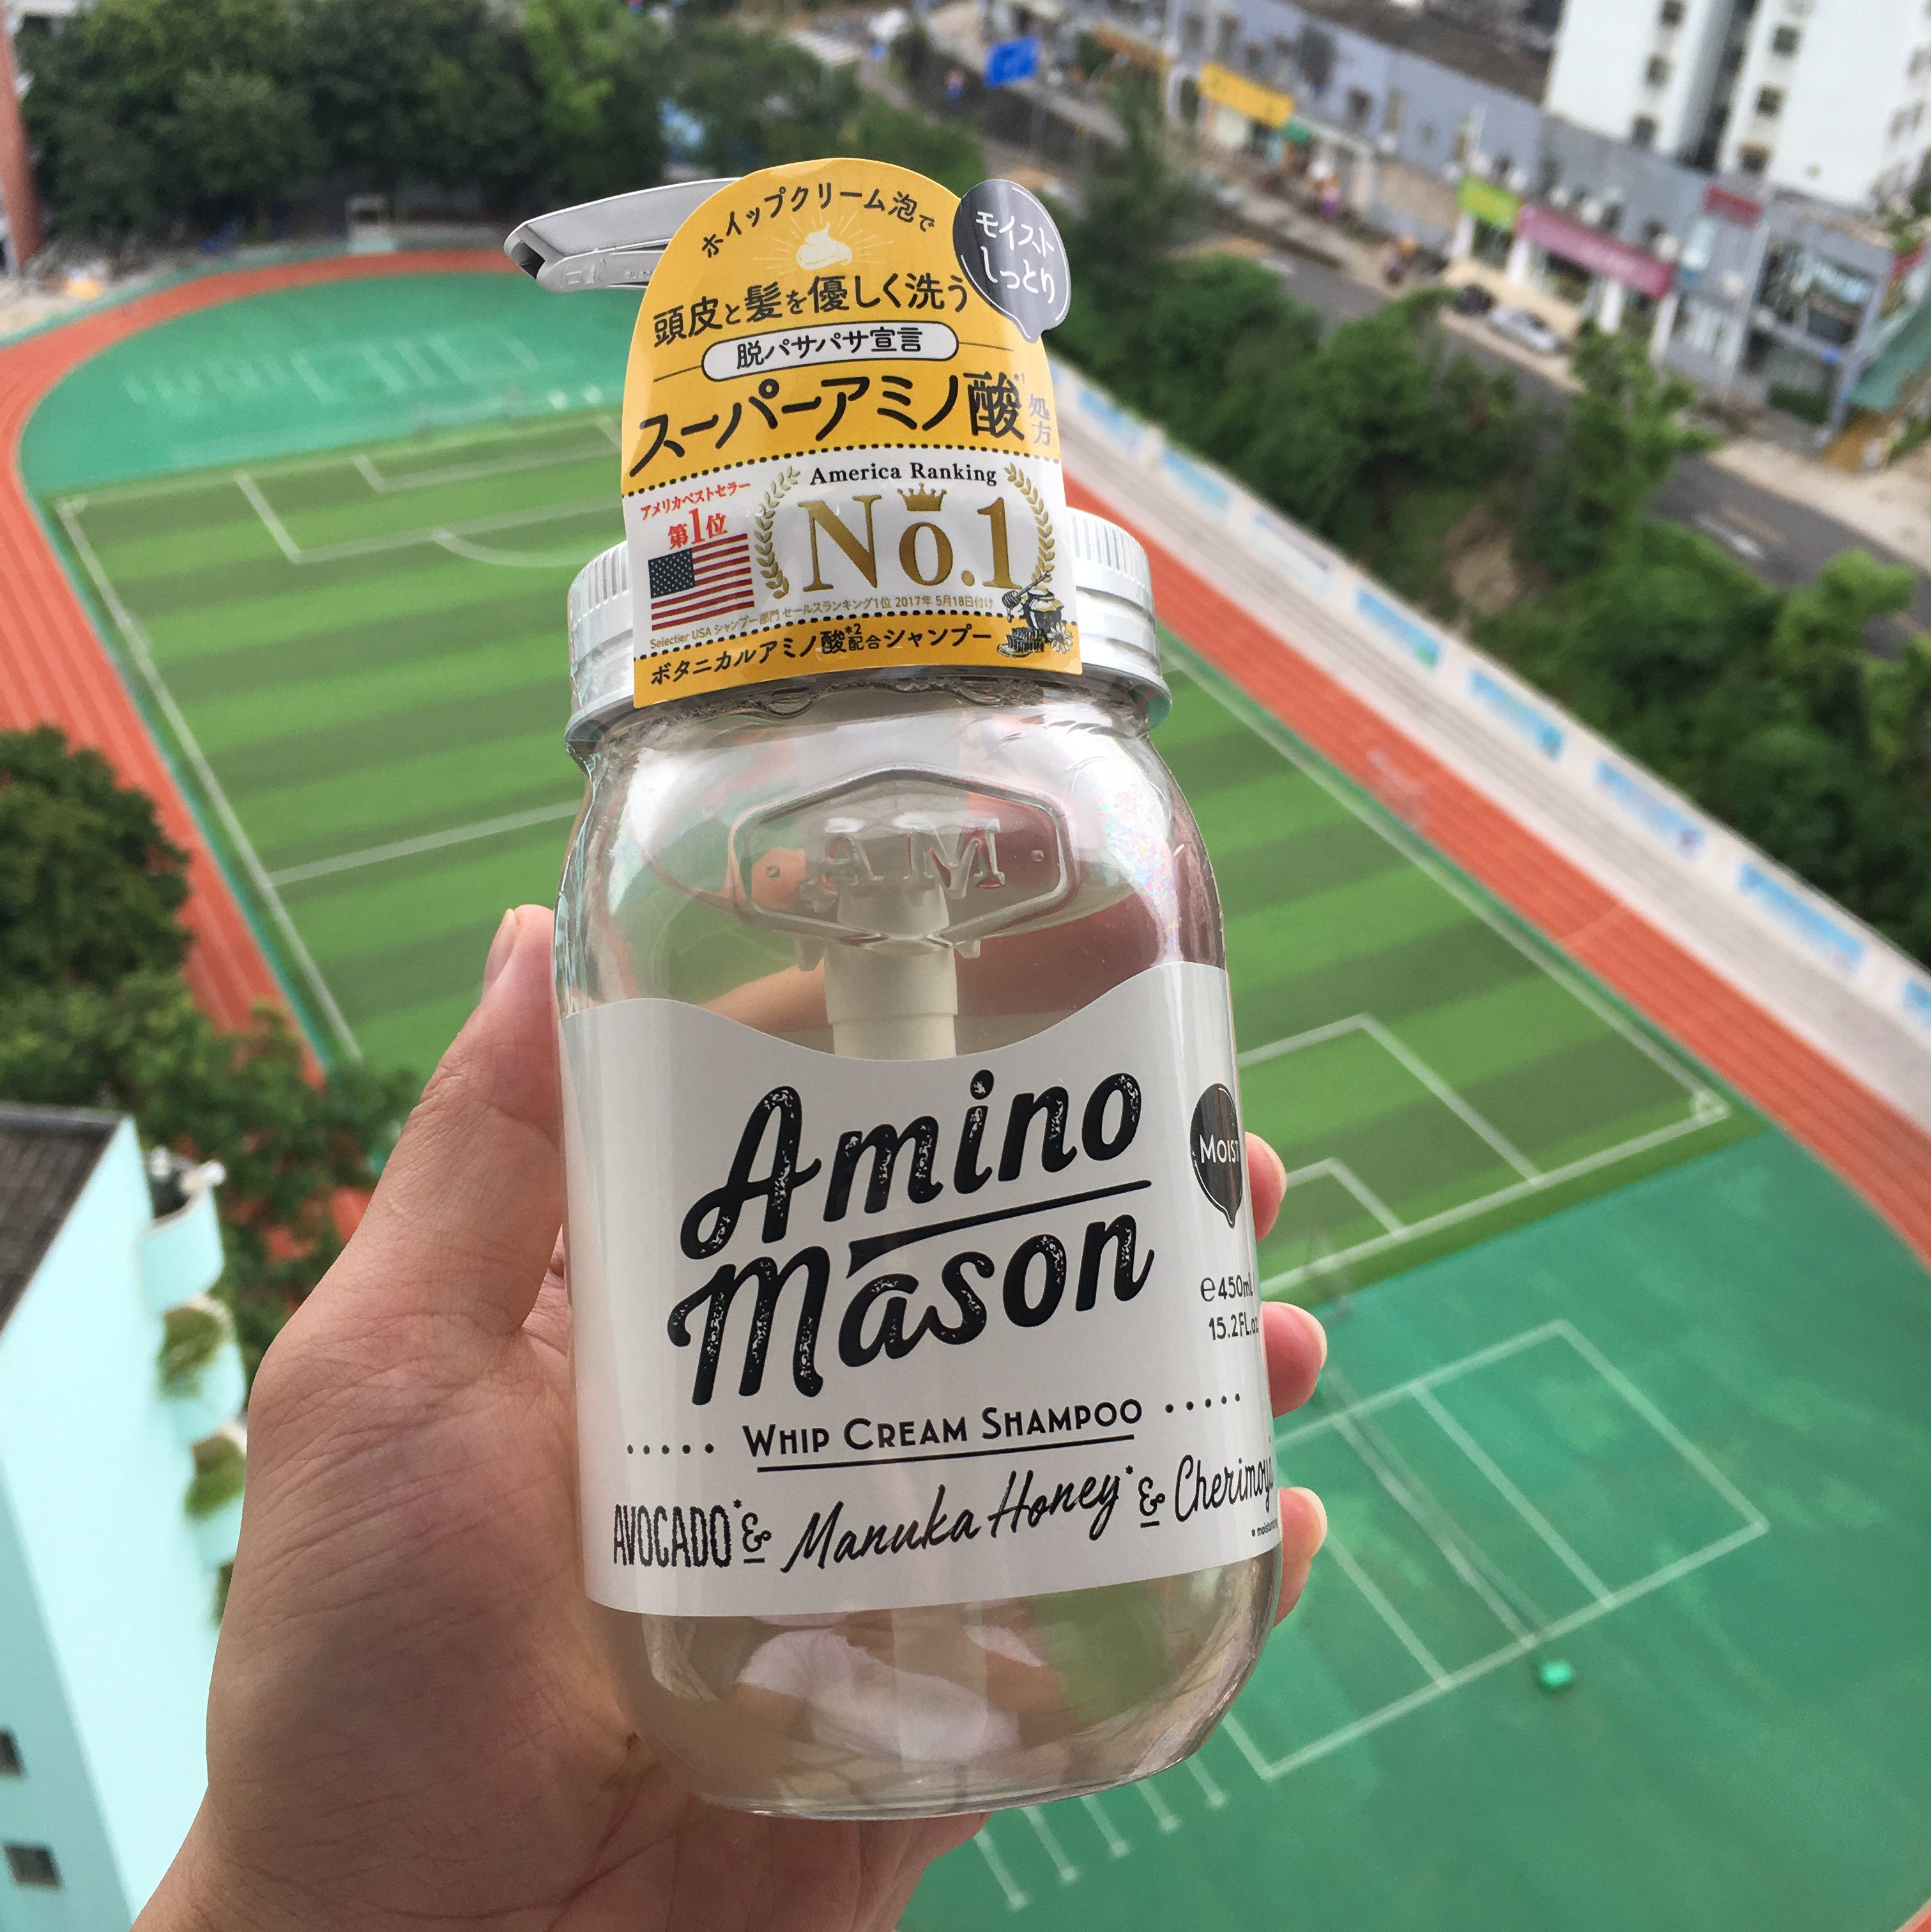 ホイップクリーム泡で
モイスト
しっとり
頭皮と髪を優しく洗う
脱パサパサ宣言
スーパーアミノ酸*1処方
America Ranking
アメリカベストセラー
第1位
No.1
Selectier USA シャンプー部門 セールスランキング1位 2017年 5月18日付け
ボタニカルアミノ酸*2配合シャンプー
AM
Amino
Mason
MOIST
℮450mL
15.2FL.oz
WHIP CREAM SHAMPOO
AVOCADO* & Manuka Honey* & Cherimoya